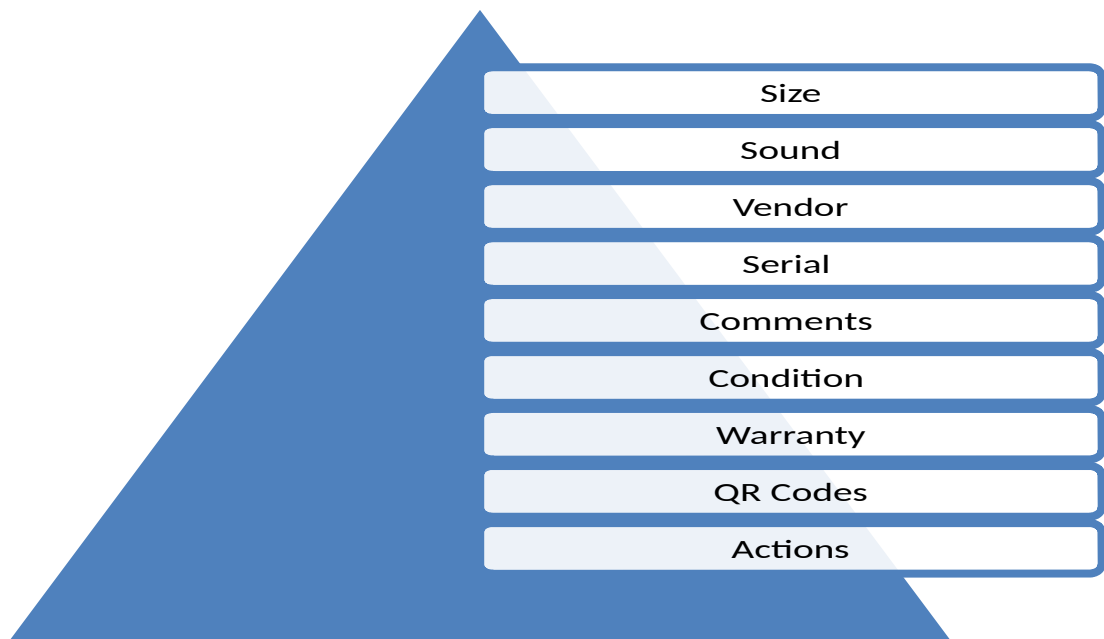 Size
Sound
Vendor
Serial
Comments
Condition
Warranty
QR Codes
Actions